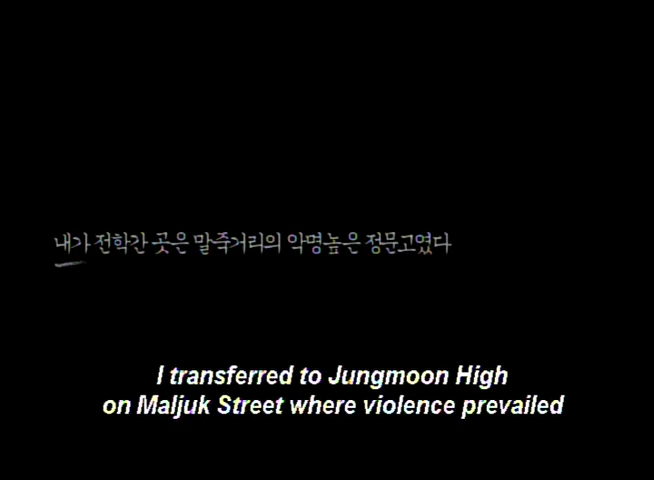 내가 전학간 곳은 말죽거리의 악명높은 정문고였다
I transferred to Jungmoon High
on Maljuk Street where violence prevailed